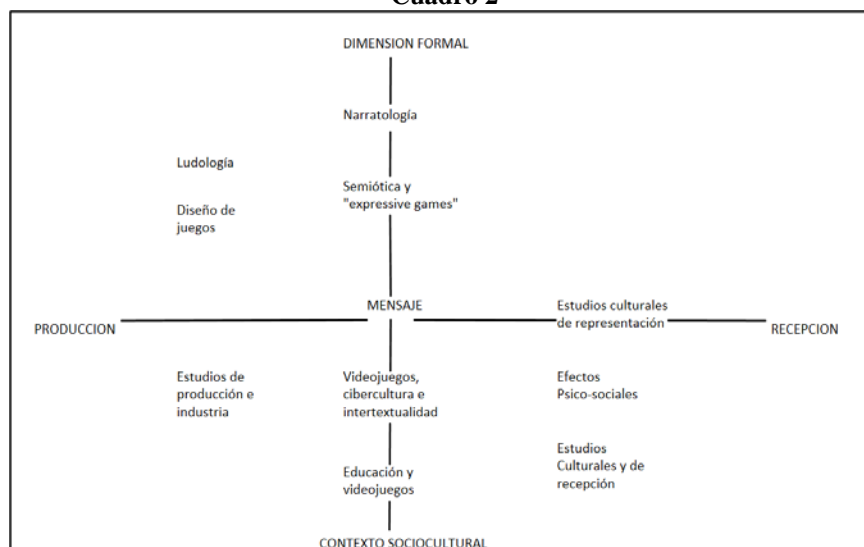 Cuadro 2
DIMENSION FORMAL
Narratología
Ludología
Semiótica y
"expressive games"
Diseño de
juegos
MENSAJE
Estudios culturales
de representación
PRODUCCION
RECEPCION
Estudios de
producción e
industria
Videojuegos,
cibercultura e
intertextualidad
Efectos
Psico-sociales
Estudios
Culturales y de
recepción
Educación y
videojuegos
CONTEXTO SOCIOCULTURAL